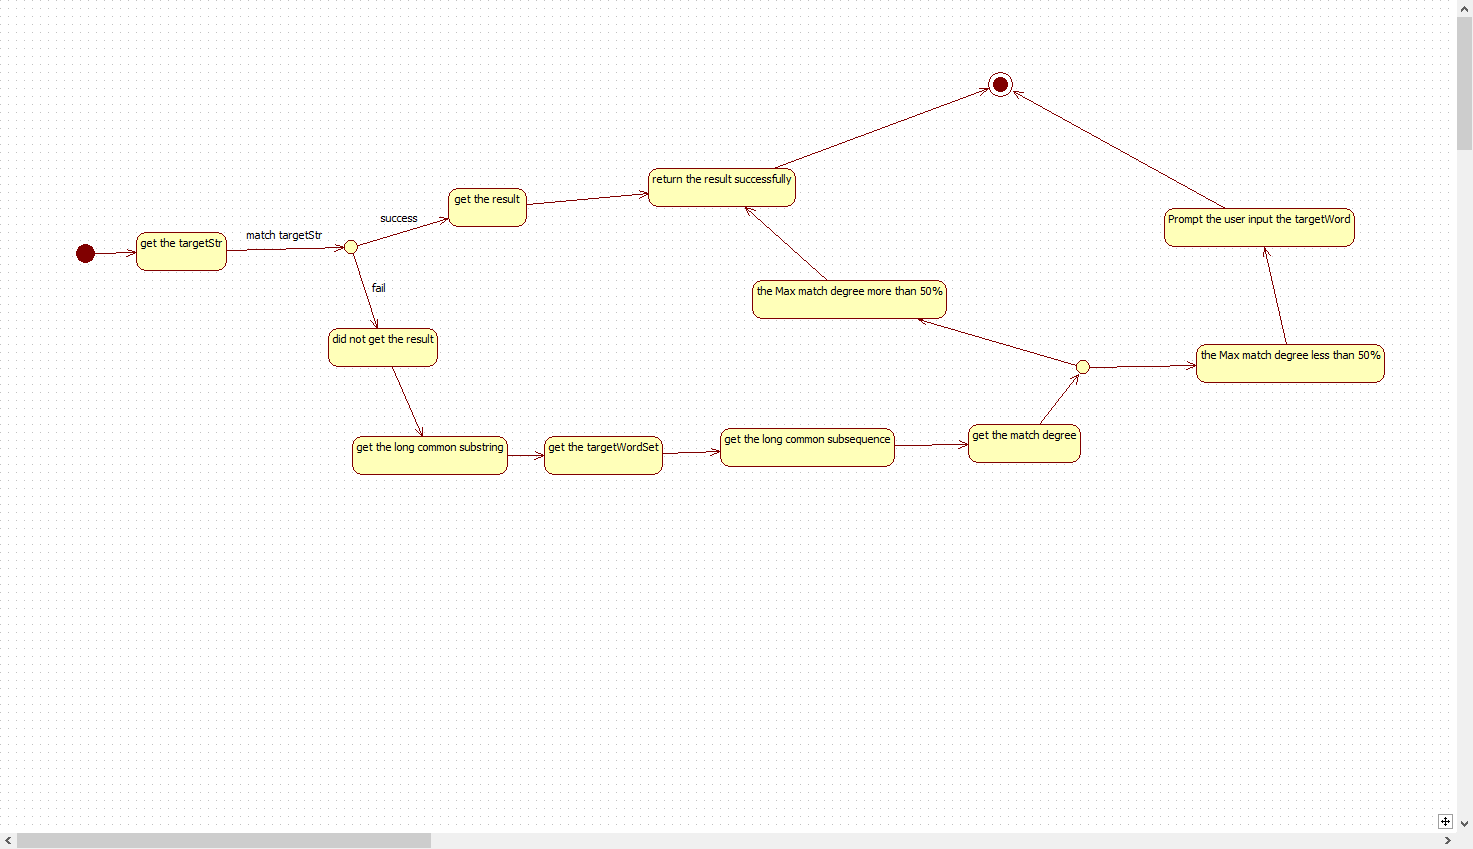 return the result successfully
get the result
Prompt the user input the targetWord
success
match targetStr
get the targetStr
fail
the Max match degree more than 50%
did not get the result
the Max match degree less than 50%
get the long common substring
get the targetWordSet
get the long common subsequence
get the match degree